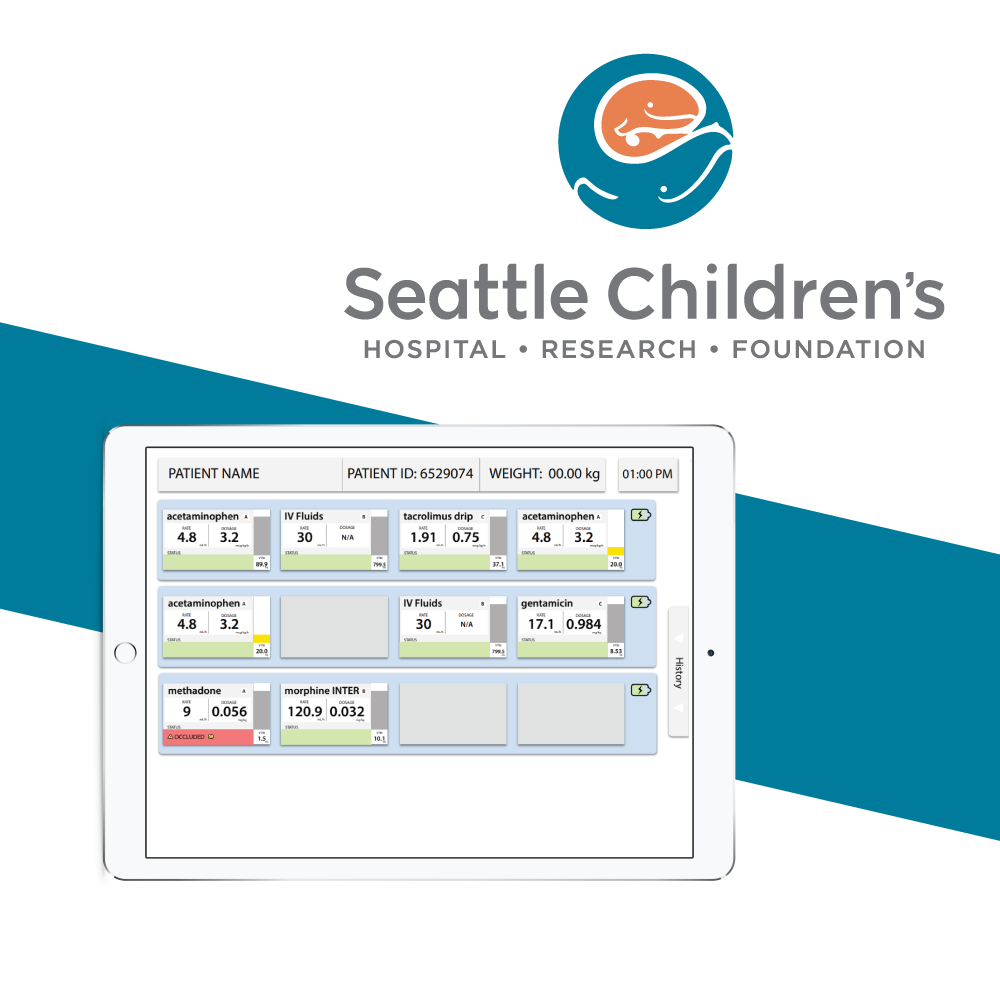 Seattle Children's
HOSPITAL • RESEARCH • FOUNDATION
PATIENT NAME PATIENT ID: 6529074 WEIGHT: 00.00 kg 01:00 PM
acetaminophen A IV Fluids B tacrolimus drip C acetaminophen A
RATE DOSAGE RATE DOSAGE RATE DOSAGE RATE DOSAGE
4.8 3.2 30 N/A 1.91 0.75 4.8 3.2
STATUS STATUS STATUS STATUS
89.9 799.5 37.1 20.0
acetaminophen A IV Fluids B gentamicin C
RATE DOSAGE RATE DOSAGE RATE DOSAGE
4.8 3.2 30 N/A 17.1 0.984
STATUS STATUS STATUS
20.0 799.5 8.53
History
methadone A morphine INTER B
RATE DOSAGE RATE DOSAGE
9 0.056 120.9 0.032
STATUS STATUS
OCCLUDED 1.5 10.1